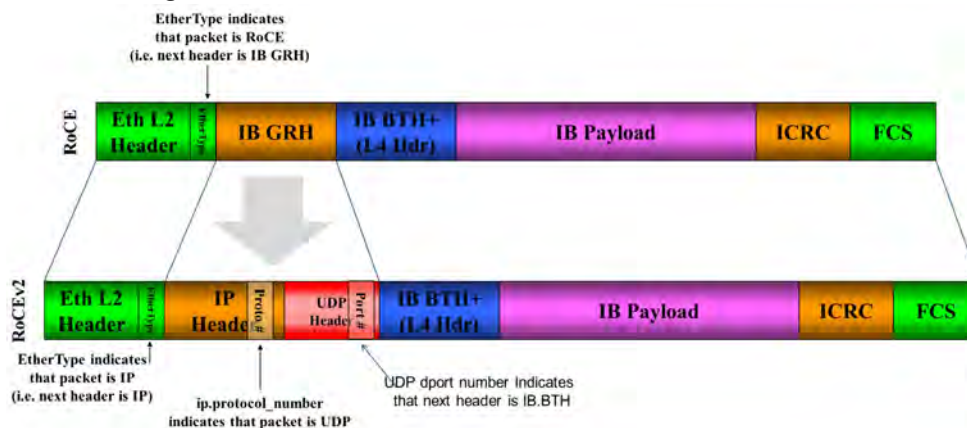 EtherType indicates
that packet is RoCE
(i.e. next header is IB GRH)
RoCE
Eth L2
Header
EtherType
IB GRH
IB BTH+
(L4 Hdr)
IB Payload
ICRC
FCS
RoCEv2
Eth L2
Header
EtherType
IP
Header
Proto #
UDP
Header
Port #
IB BTH+
(L4 Hdr)
IB Payload
ICRC
FCS
EtherType indicates
that packet is IP
(i.e. next header is IP)
ip.protocol_number
indicates that packet is UDP
UDP dport number Indicates
that next header is IB.BTH